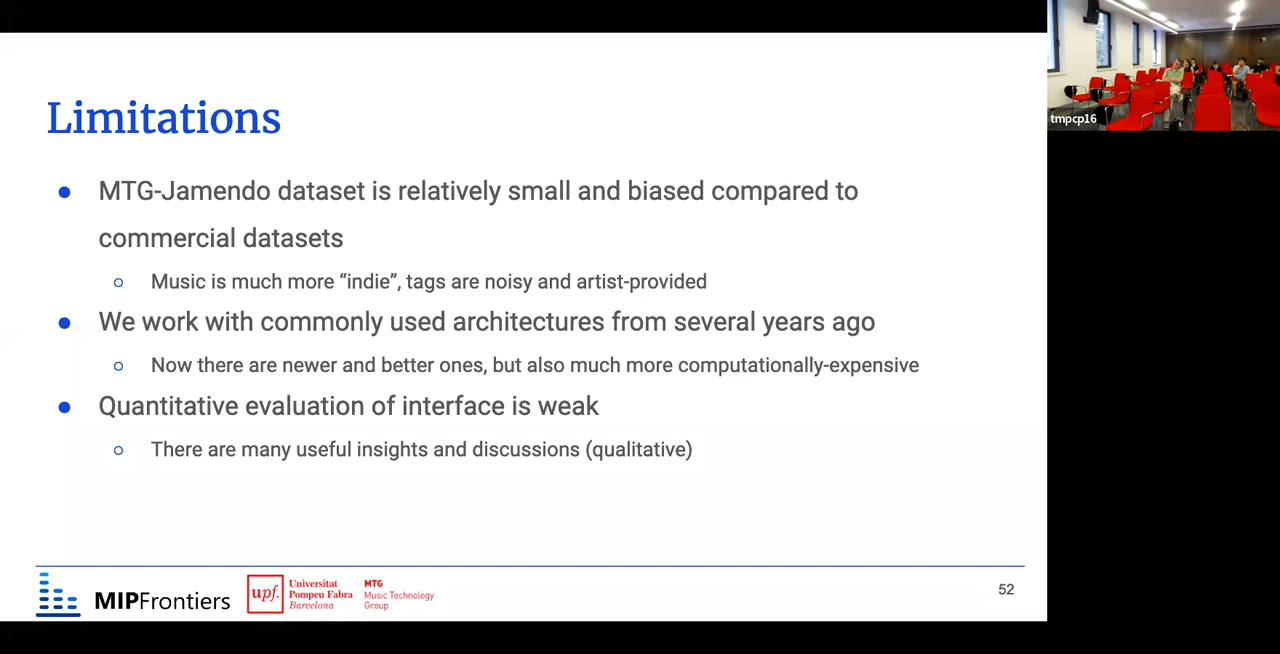 Limitations
● MTG-Jamendo dataset is relatively small and biased compared to
commercial datasets
○ Music is much more “indie”, tags are noisy and artist-provided
● We work with commonly used architectures from several years ago
○ Now there are newer and better ones, but also much more computationally-expensive
● Quantitative evaluation of interface is weak
○ There are many useful insights and discussions (qualitative)
MIPFrontiers
upf.
Universitat
Pompeu Fabra
Barcelona
MTG
Music Technology
Group
52
tmpcp16